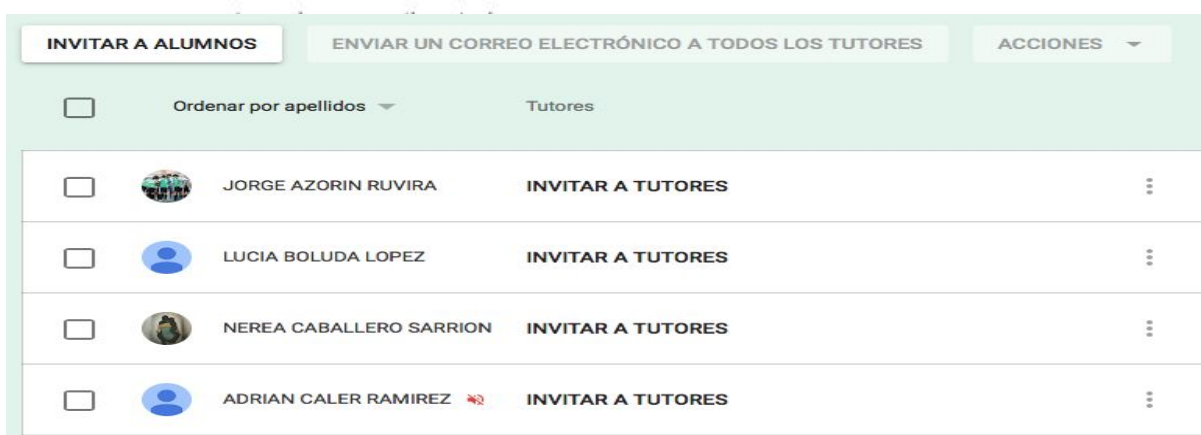 INVITAR A ALUMNOS ENVIAR UN CORREO ELECTRÓNICO A TODOS LOS TUTORES ACCIONES
Ordenar por apellidos Tutores
JORGE AZORIN RUVIRA INVITAR A TUTORES
LUCIA BOLUDA LOPEZ INVITAR A TUTORES
NEREA CABALLERO SARRION INVITAR A TUTORES
ADRIAN CALER RAMIREZ INVITAR A TUTORES